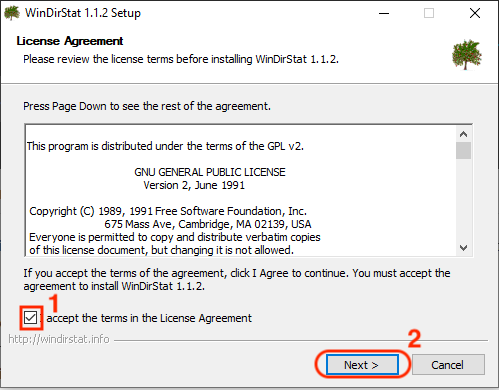 WinDirStat 1.1.2 Setup
License Agreement
Please review the license terms before installing WinDirStat 1.1.2.
Press Page Down to see the rest of the agreement.
This program is distributed under the terms of the GPL v2.
GNU GENERAL PUBLIC LICENSE
Version 2, June 1991
Copyright (C) 1989, 1991 Free Software Foundation, Inc.
675 Mass Ave, Cambridge, MA 02139, USA
Everyone is permitted to copy and distribute verbatim copies
of this license document, but changing it is not allowed.
If you accept the terms of the agreement, click I Agree to continue. You must accept the
agreement to install WinDirStat 1.1.2.
1
accept the terms in the License Agreement
http://windirstat.info
2
Next >
Cancel